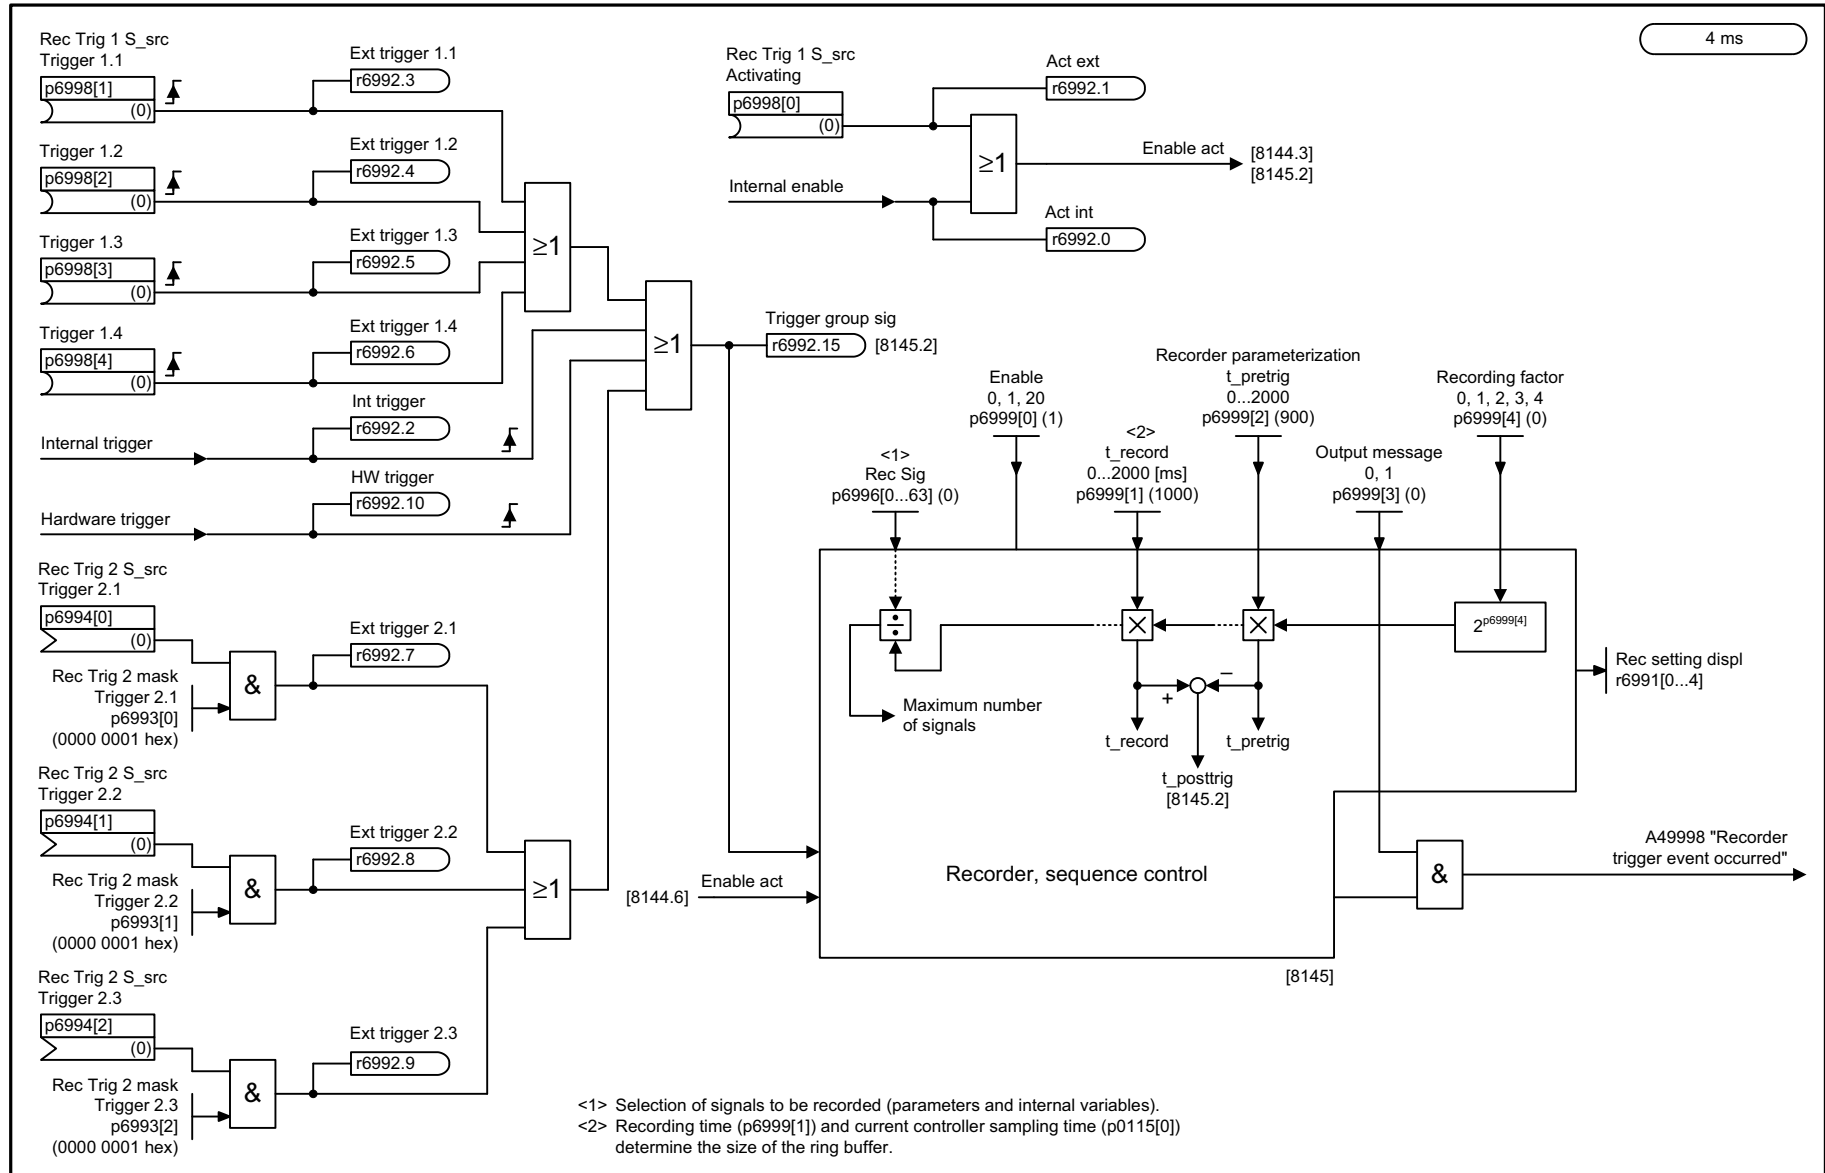 4 ms
Rec Trig 1 S_src
Trigger 1.1
p6998[1]
(0)
Ext trigger 1.1
r6992.3
Trigger 1.2
p6998[2]
(0)
Ext trigger 1.2
r6992.4
Trigger 1.3
p6998[3]
(0)
Ext trigger 1.3
r6992.5
Trigger 1.4
p6998[4]
(0)
Ext trigger 1.4
r6992.6
≥1
Internal trigger
Int trigger
r6992.2
Hardware trigger
HW trigger
r6992.10
≥1
Trigger group sig
r6992.15 [8145.2]
Rec Trig 1 S_src
Activating
p6998[0]
(0)
Act ext
r6992.1
Internal enable
≥1
Enable act
[8144.3]
[8145.2]
Act int
r6992.0
Rec Trig 2 S_src
Trigger 2.1
p6994[0]
(0)
Rec Trig 2 mask
Trigger 2.1
p6993[0]
(0000 0001 hex)
&
Ext trigger 2.1
r6992.7
Rec Trig 2 S_src
Trigger 2.2
p6994[1]
(0)
Rec Trig 2 mask
Trigger 2.2
p6993[1]
(0000 0001 hex)
&
Ext trigger 2.2
r6992.8
Rec Trig 2 S_src
Trigger 2.3
p6994[2]
(0)
Rec Trig 2 mask
Trigger 2.3
p6993[2]
(0000 0001 hex)
&
Ext trigger 2.3
r6992.9
≥1
Recorder parameterization
<1>
Rec Sig
p6996[0...63] (0)
Enable
0, 1, 20
p6999[0] (1)
<2>
t_record
0...2000 [ms]
p6999[1] (1000)
t_pretrig
0...2000
p6999[2] (900)
Output message
0, 1
p6999[3] (0)
Recording factor
0, 1, 2, 3, 4
p6999[4] (0)
÷
×
×
2p6999[4]
Maximum number
of signals
+
–
t_record
t_pretrig
t_posttrig
[8145.2]
Rec setting displ
r6991[0...4]
[8144.6]
Enable act
Recorder, sequence control
&
A49998 "Recorder
trigger event occurred"
[8145]
<1> Selection of signals to be recorded (parameters and internal variables).
<2> Recording time (p6999[1]) and current controller sampling time (p0115[0])
determine the size of the ring buffer.